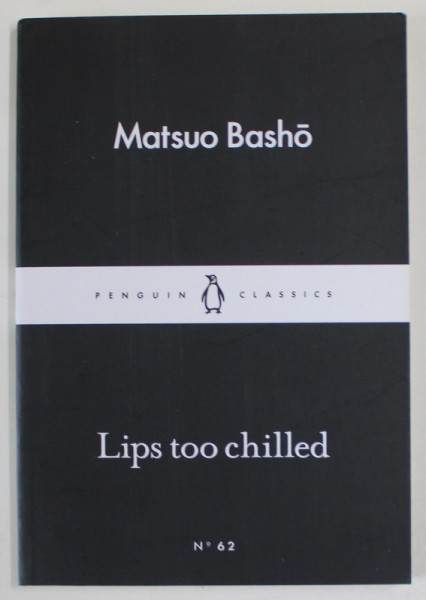 Matsuo Bashō
PENGUIN CLASSICS
Lips too chilled
Nº 62